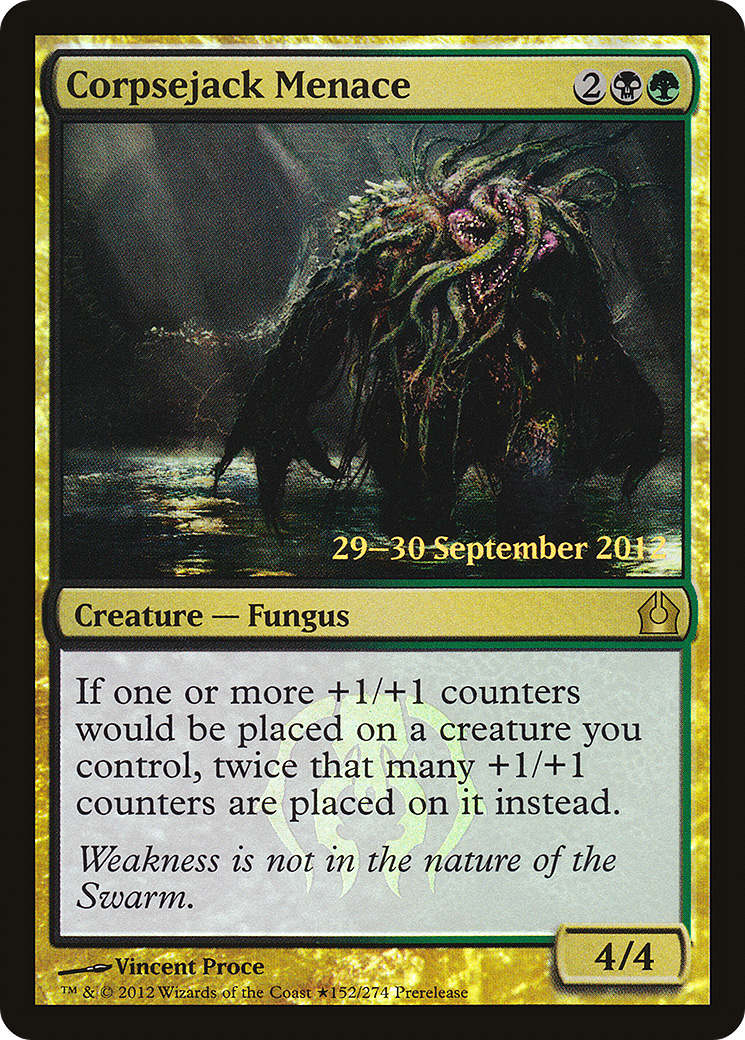 Corpsejack Menace 2
29–30 September 2012
Creature — Fungus
If one or more +1/+1 counters
would be placed on a creature you
control, twice that many +1/+1
counters are placed on it instead.
Weakness is not in the nature of the
Swarm.
4/4
Vincent Proce
™ & © 2012 Wizards of the Coast ★152/274 Prerelease